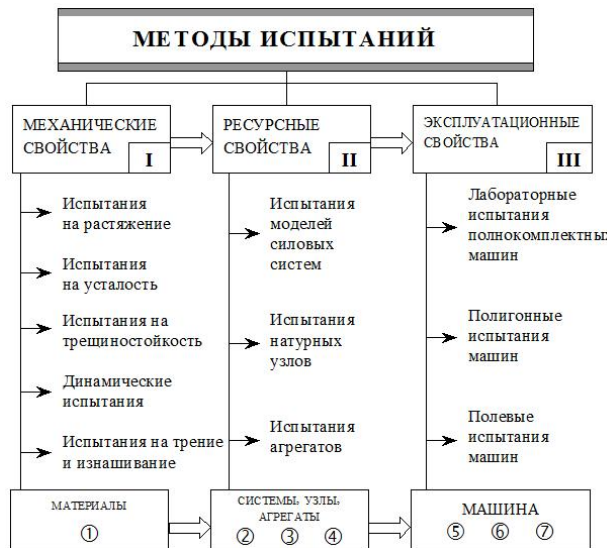 МЕТОДЫ ИСПЫТАНИЙ
МЕХАНИЧЕСКИЕ
СВОЙСТВА
I
РЕСУРСНЫЕ
СВОЙСТВА
II
ЭКСПЛУАТАЦИОННЫЕ
СВОЙСТВА
III
Испытания
на растяжение
Испытания
на усталость
Испытания на
трещиностойкость
Динамические
испытания
Испытания на трение
и изнашивание
Испытания
моделей
силовых
систем
Испытания
натурных
узлов
Испытания
агрегатов
Лабораторные
испытания
полнокомплектных
машин
Полигонные
испытания
машин
Полевые
испытания
машин
МАТЕРИАЛЫ
①
СИСТЕМЫ, УЗЛЫ,
АГРЕГАТЫ
② ③ ④
МАШИНА
⑤ ⑥ ⑦